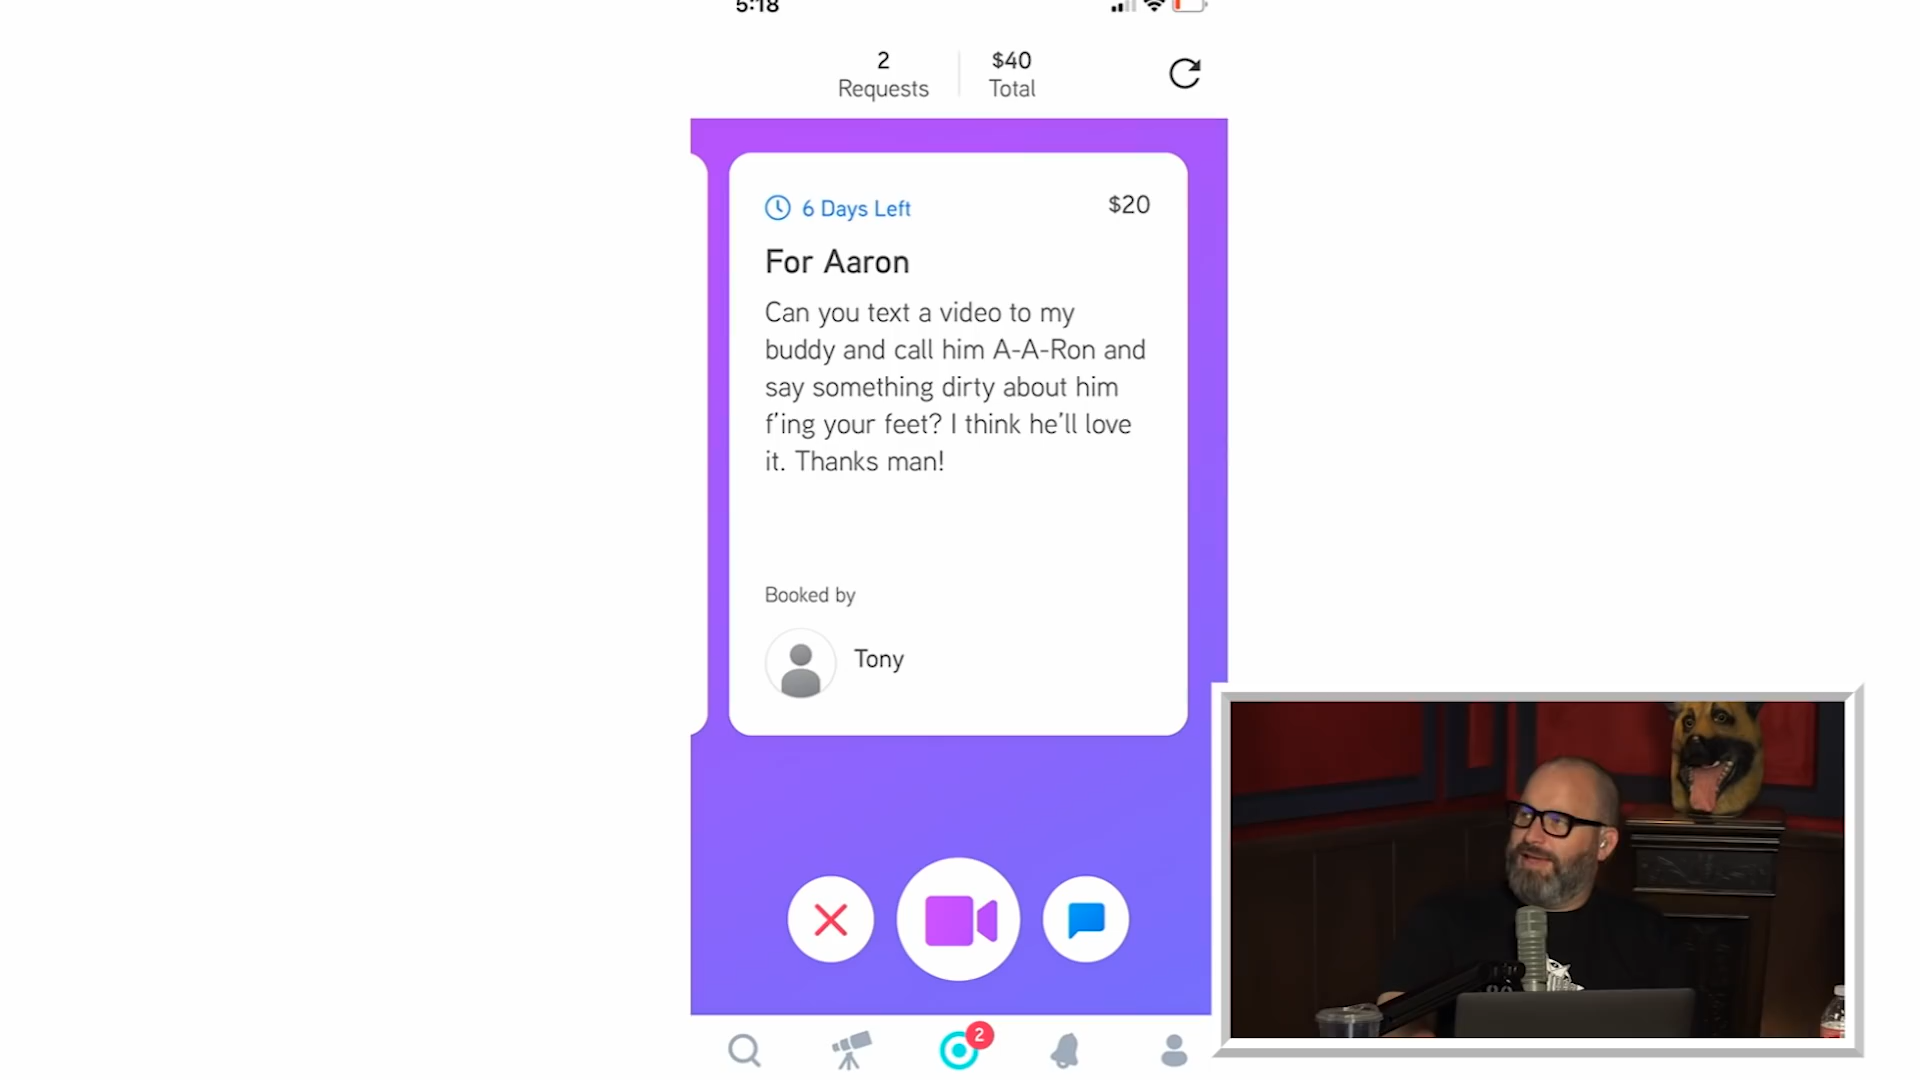 5:18
2
Requests
$40
Total
6 Days Left
$20
For Aaron
Can you text a video to my
buddy and call him A-A-Ron and
say something dirty about him
f'ing your feet? I think he'll love
it. Thanks man!
Booked by
Tony
2